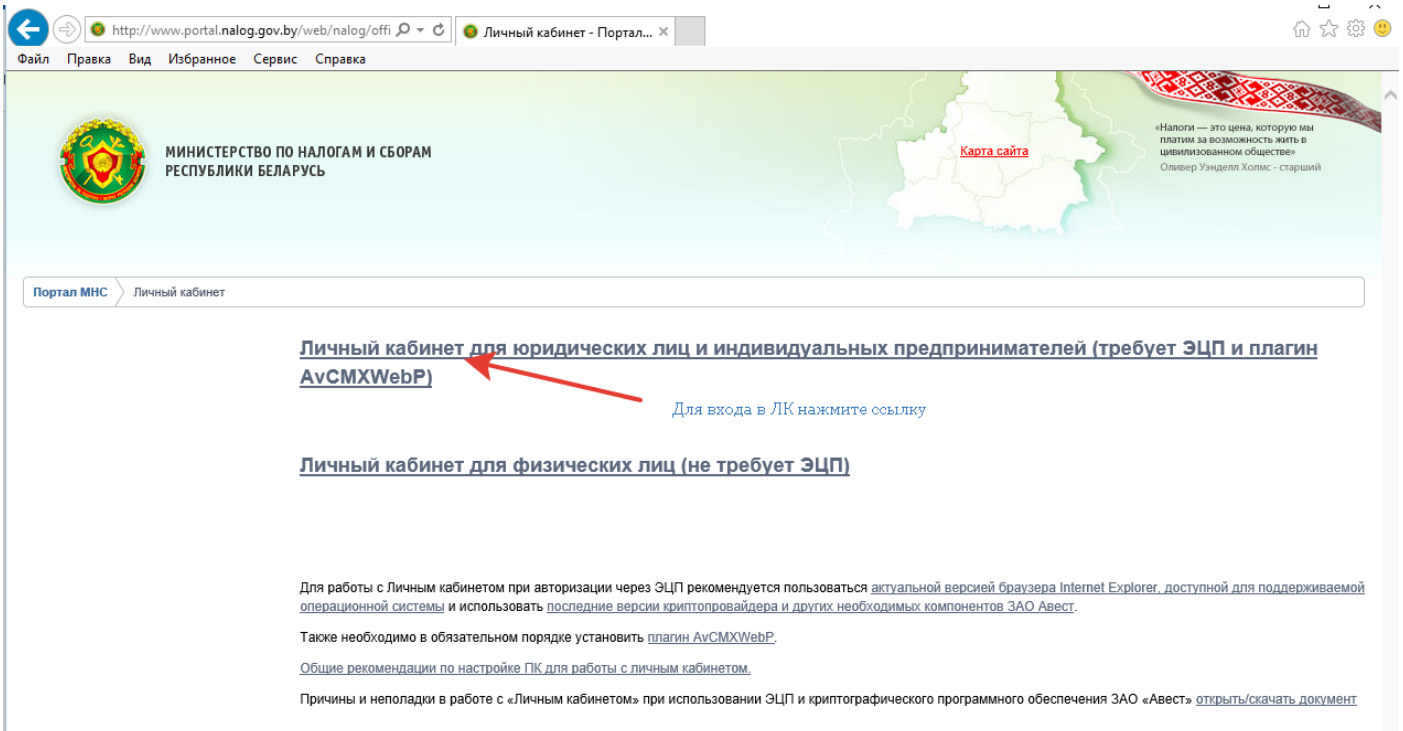 http://www.portal.nalog.gov.by/web/nalog/offi
Личный кабинет - Портал...
Файл Правка Вид Избранное Сервис Справка
МИНИСТЕРСТВО ПО НАЛОГАМ И СБОРАМ
РЕСПУБЛИКИ БЕЛАРУСЬ
Карта сайта
«Налоги — это цена, которую мы
платим за возможность жить в
цивилизованном обществе»
Оливер Уэнделл Холмс - старший
Портал МНС
Личный кабинет
Личный кабинет для юридических лиц и индивидуальных предпринимателей (требует ЭЦП и плагин
AvCMXWebP)
Для входа в ЛК нажмите ссылку
Личный кабинет для физических лиц (не требует ЭЦП)
Для работы с Личным кабинетом при авторизации через ЭЦП рекомендуется пользоваться актуальной версией браузера Internet Explorer, доступной для поддерживаемой
операционной системы и использовать последние версии криптопровайдера и других необходимых компонентов ЗАО Авест.
Также необходимо в обязательном порядке установить плагин AvCMXWebP.
Общие рекомендации по настройке ПК для работы с личным кабинетом.
Причины и неполадки в работе с «Личным кабинетом» при использовании ЭЦП и криптографического программного обеспечения ЗАО «Авест» открыть/скачать документ